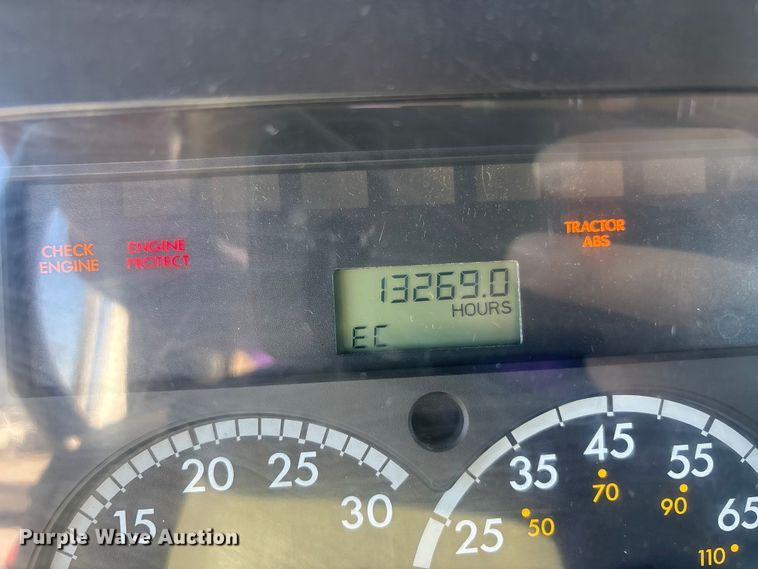 CHECK
ENGINE
ENGINE
PROTECT
TRACTOR
ABS
13269.0
HOURS
EC
15 20 25 30
25 35 45 55 65
50 70 90 110
Purple Wave Auction